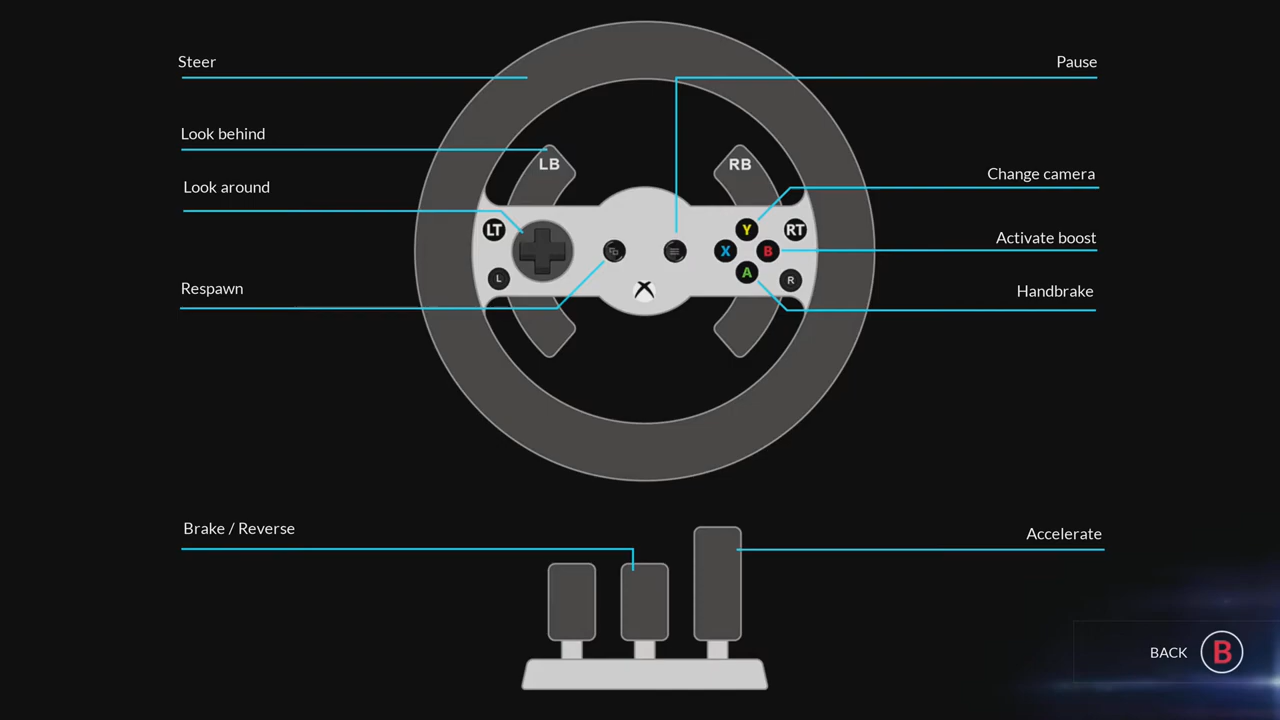 Steer
Pause
Look behind
LB
RB
Change camera
Look around
LT
Y
RT
X
B
Activate boost
L
A
R
Respawn
Handbrake
Brake / Reverse
Accelerate
BACK B